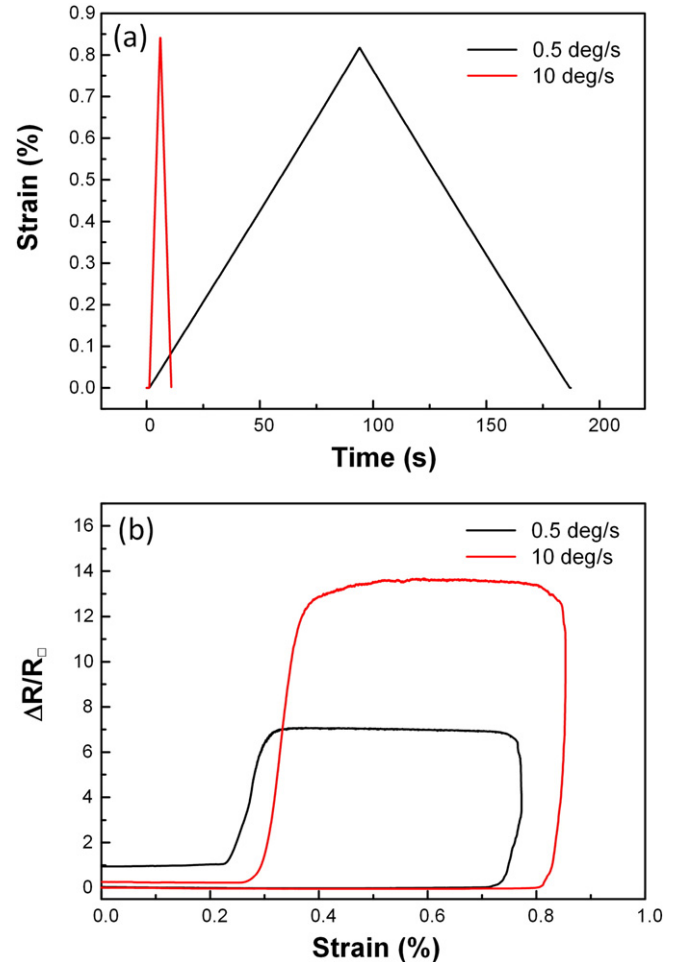 (a)
0.5 deg/s
10 deg/s
0.9
0.8
0.7
0.6
0.5
0.4
0.3
0.2
0.1
0.0
Strain (%)
0 50 100 150 200
Time (s)
(b)
0.5 deg/s
10 deg/s
16
14
12
10
8
6
4
2
0
ΔR/R□
0.0 0.2 0.4 0.6 0.8 1.0
Strain (%)